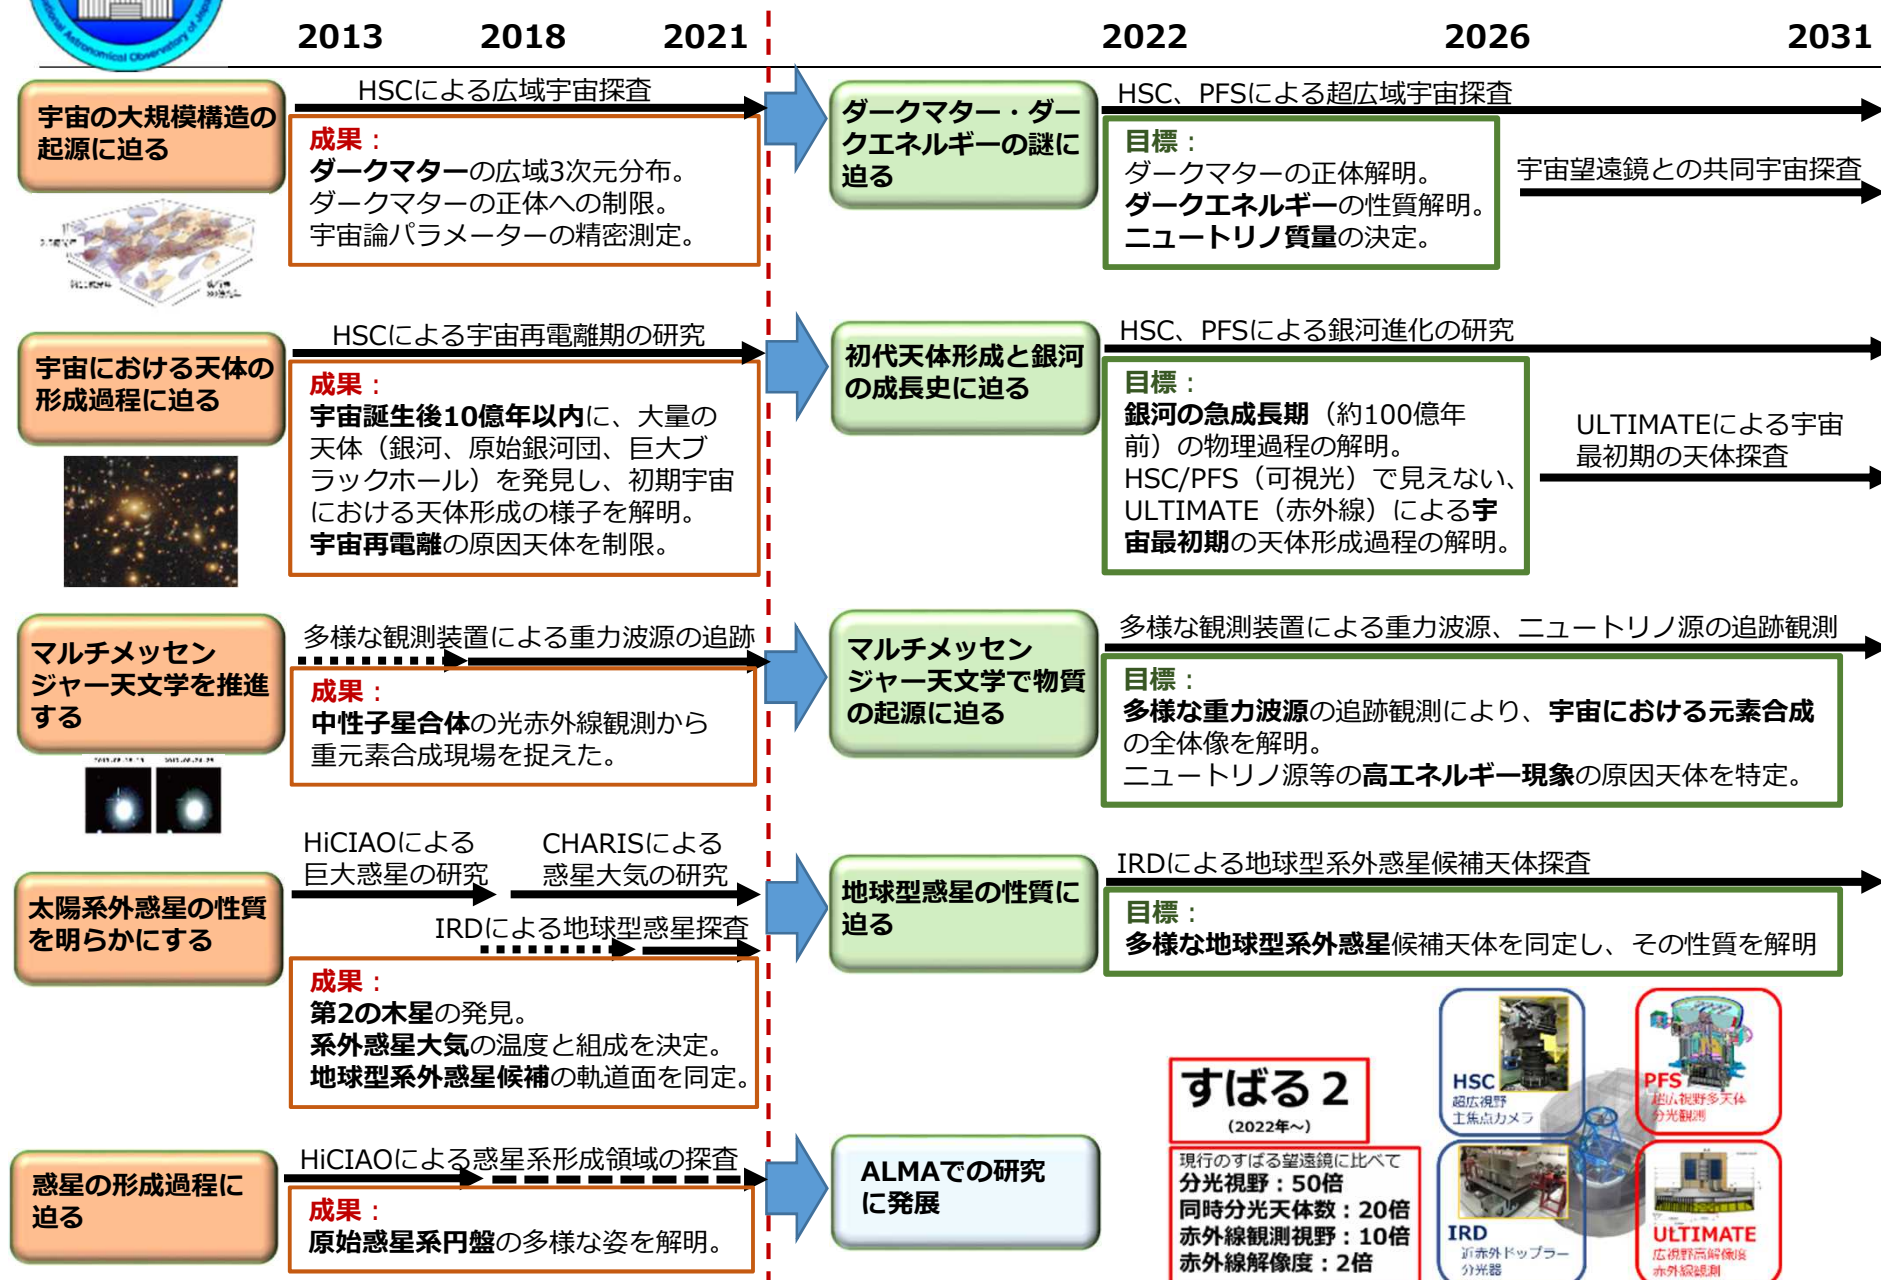 National Astronomical Observatory of Japan
2013 2018 2021 2022 2026 2031
宇宙の大規模構造の
起源に迫る
HSCによる広域宇宙探査
成果：
ダークマターの広域3次元分布。
ダークマターの正体への制限。
宇宙論パラメーターの精密測定。
ダークマター・ダー
クエネルギーの謎に
迫る
HSC、PFSによる超広域宇宙探査
目標：
ダークマターの正体解明。
ダークエネルギーの性質解明。
ニュートリノ質量の決定。
宇宙望遠鏡との共同宇宙探査
宇宙における天体の
形成過程に迫る
HSCによる宇宙再電離期の研究
成果：
宇宙誕生後10億年以内に、大量の
天体（銀河、原始銀河団、巨大ブ
ラックホール）を発見し、初期宇宙
における天体形成の様子を解明。
宇宙再電離の原因天体を制限。
初代天体形成と銀河
の成長史に迫る
HSC、PFSによる銀河進化の研究
目標：
銀河の急成長期（約100億年
前）の物理過程の解明。
HSC/PFS（可視光）で見えない、
ULTIMATE（赤外線）による宇
宙最初期の天体形成過程の解明。
ULTIMATEによる宇宙
最初期の天体探査
マルチメッセン
ジャー天文学を推進
する
多様な観測装置による重力波源の追跡
成果：
中性子星合体の光赤外線観測から
重元素合成現場を捉えた。
マルチメッセン
ジャー天文学で物質
の起源に迫る
多様な観測装置による重力波源、ニュートリノ源の追跡観測
目標：
多様な重力波源の追跡観測により、宇宙における元素合成
の全体像を解明。
ニュートリノ源等の高エネルギー現象の原因天体を特定。
太陽系外惑星の性質
を明らかにする
HiCIAOによる
巨大惑星の研究
CHARISによる
惑星大気の研究
IRDによる地球型惑星探査
成果：
第2の木星の発見。
系外惑星大気の温度と組成を決定。
地球型系外惑星候補の軌道面を同定。
地球型惑星の性質に
迫る
IRDによる地球型系外惑星候補天体探査
目標：
多様な地球型系外惑星候補天体を同定し、その性質を解明
惑星の形成過程に
迫る
HiCIAOによる惑星系形成領域の探査
成果：
原始惑星系円盤の多様な姿を解明。
ALMAでの研究
に発展
すばる２
（2022年～）
現行のすばる望遠鏡に比べて
分光視野：50倍
同時分光天体数：20倍
赤外線観測視野：10倍
赤外線解像度：2倍
HSC
超広視野
主焦点カメラ
PFS
超広視野多天体
分光観測
IRD
近赤外ドップラー
分光器
ULTIMATE
広視野高解像度
赤外線観測